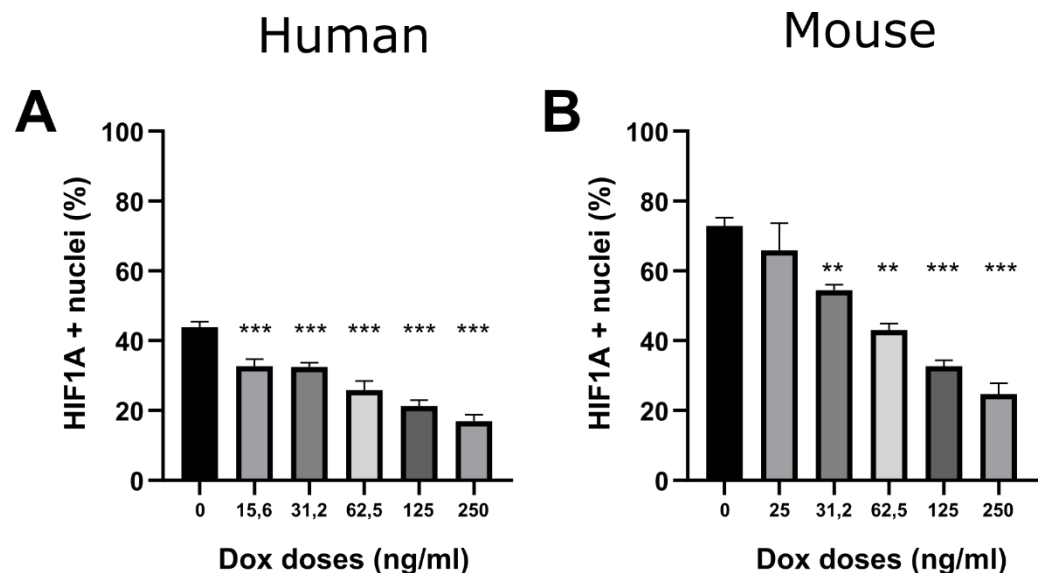 Human
Mouse
A
B
HIF1A + nuclei (%)
100
80
60
40
20
0
*** *** *** *** ***
0 15,6 31,2 62,5 125 250
Dox doses (ng/ml)
HIF1A + nuclei (%)
100
80
60
40
20
0
** ** *** ***
0 25 31,2 62,5 125 250
Dox doses (ng/ml)